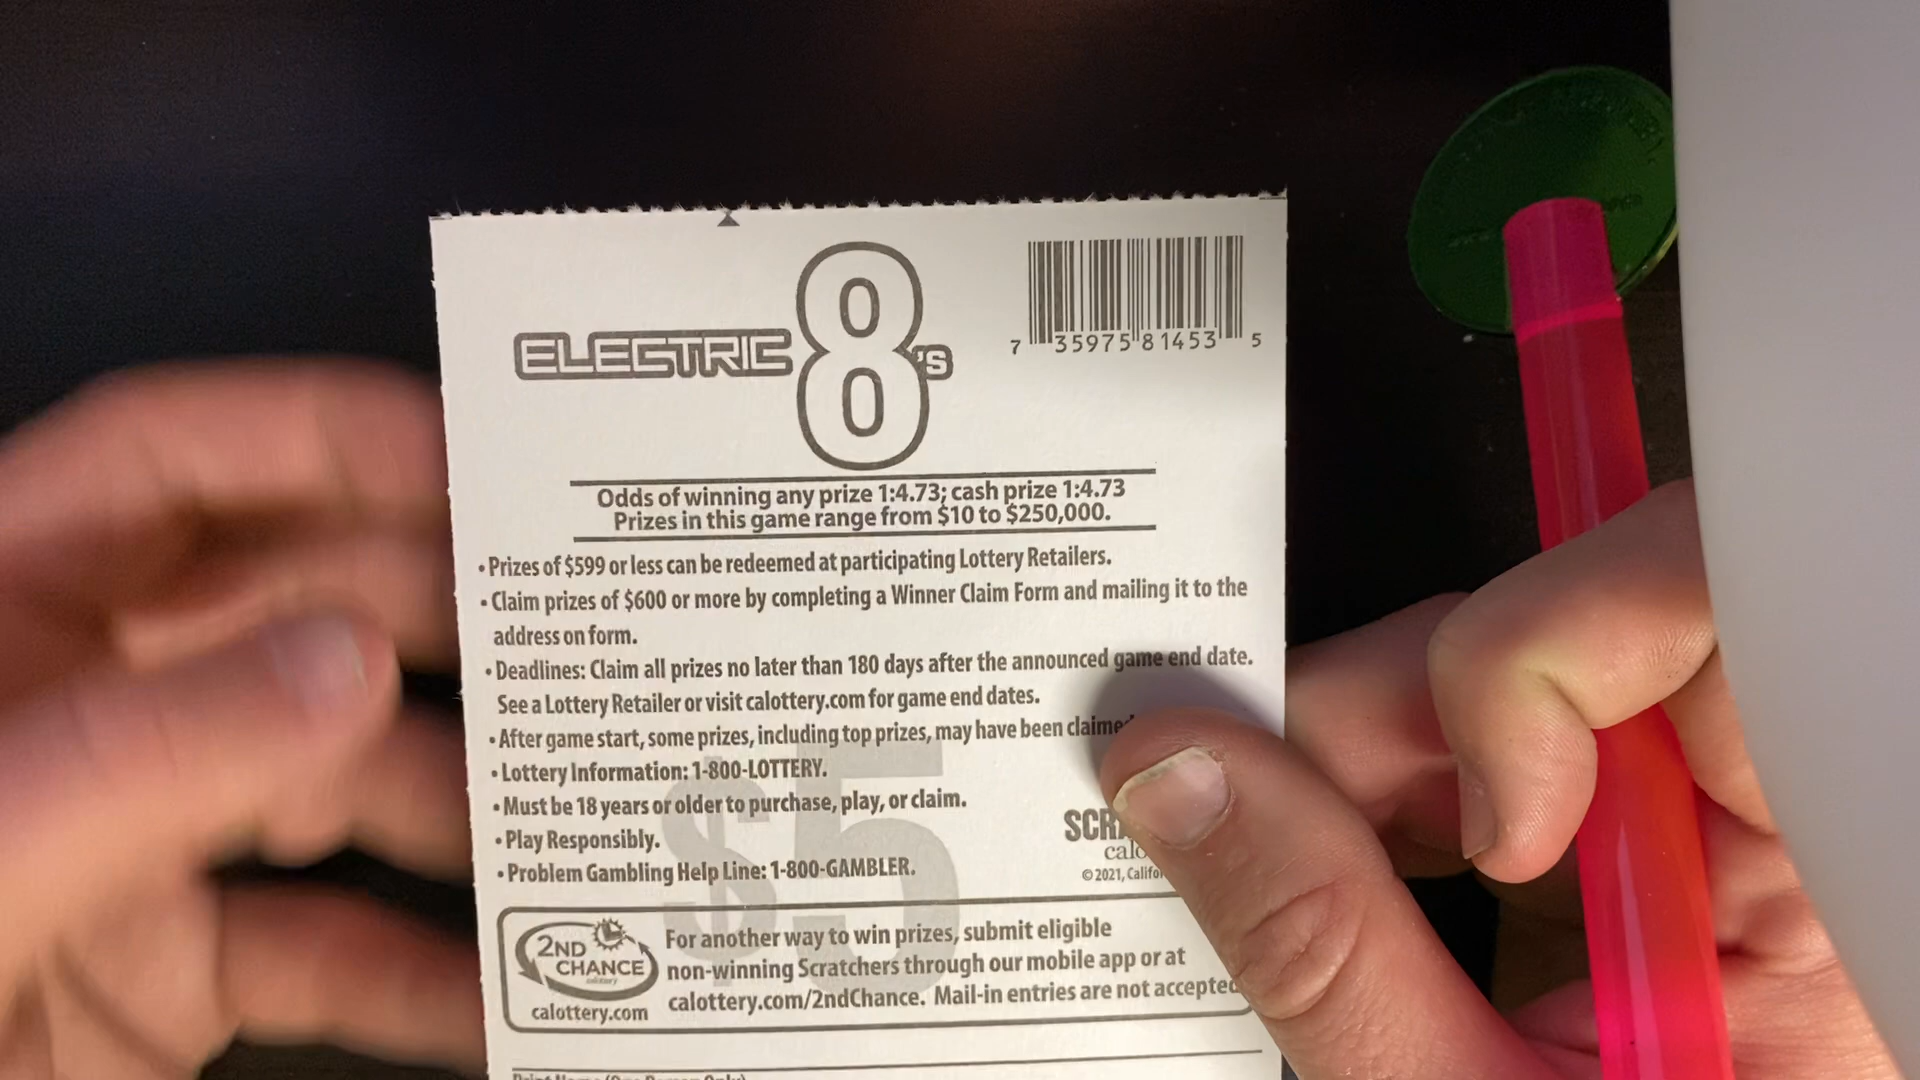 ELECTRIC 8's
7 35975 81453 5
Odds of winning any prize 1:4.73; cash prize 1:4.73
Prizes in this game range from $10 to $250,000.
• Prizes of $599 or less can be redeemed at participating Lottery Retailers.
• Claim prizes of $600 or more by completing a Winner Claim Form and mailing it to the
address on form.
• Deadlines: Claim all prizes no later than 180 days after the announced game end date.
See a Lottery Retailer or visit calottery.com for game end dates.
• After game start, some prizes, including top prizes, may have been
• Lottery Information: 1-800-LOTTERY.
• Must be 18 years or older to purchase, play, or claim.
• Play Responsibly.
• Problem Gambling Help Line: 1-800-GAMBLER.
$5
© 2021,
2ND
CHANCE
calottery.com
For another way to win prizes, submit eligible
non-winning Scratchers through our mobile app or at
calottery.com/2ndChance. Mail-in entries are not accepted